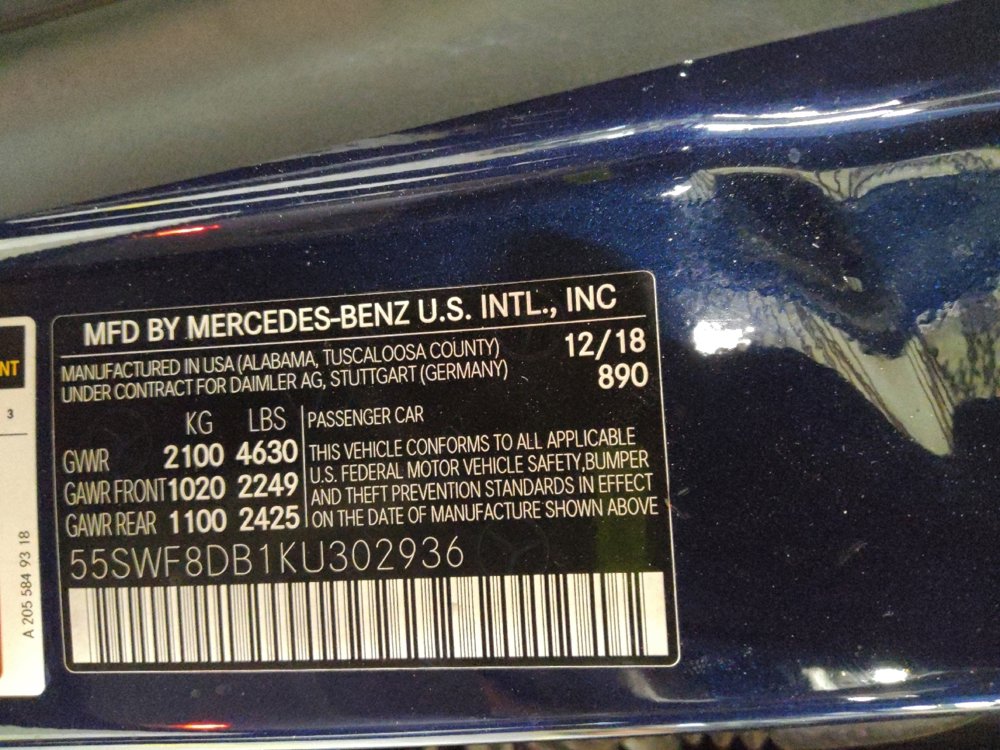 MFD BY MERCEDES-BENZ U.S. INTL., INC
MANUFACTURED IN USA (ALABAMA, TUSCALOOSA COUNTY)
UNDER CONTRACT FOR DAIMLER AG, STUTTGART (GERMANY)
12/18
890
KG LBS
GVWR 2100 4630
GAWR FRONT 1020 2249
GAWR REAR 1100 2425
PASSENGER CAR
THIS VEHICLE CONFORMS TO ALL APPLICABLE
U.S. FEDERAL MOTOR VEHICLE SAFETY,BUMPER
AND THEFT PREVENTION STANDARDS IN EFFECT
ON THE DATE OF MANUFACTURE SHOWN ABOVE
55SWF8DB1KU302936
NT
3
A 205 584 93 18